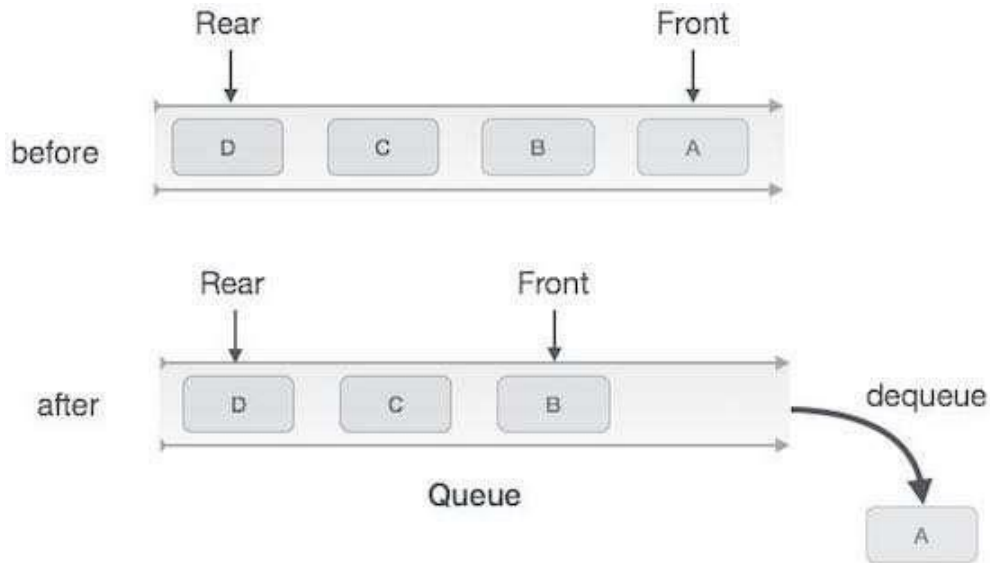 Rear Front
before D C B A
Rear Front
after D C B dequeue
Queue
A